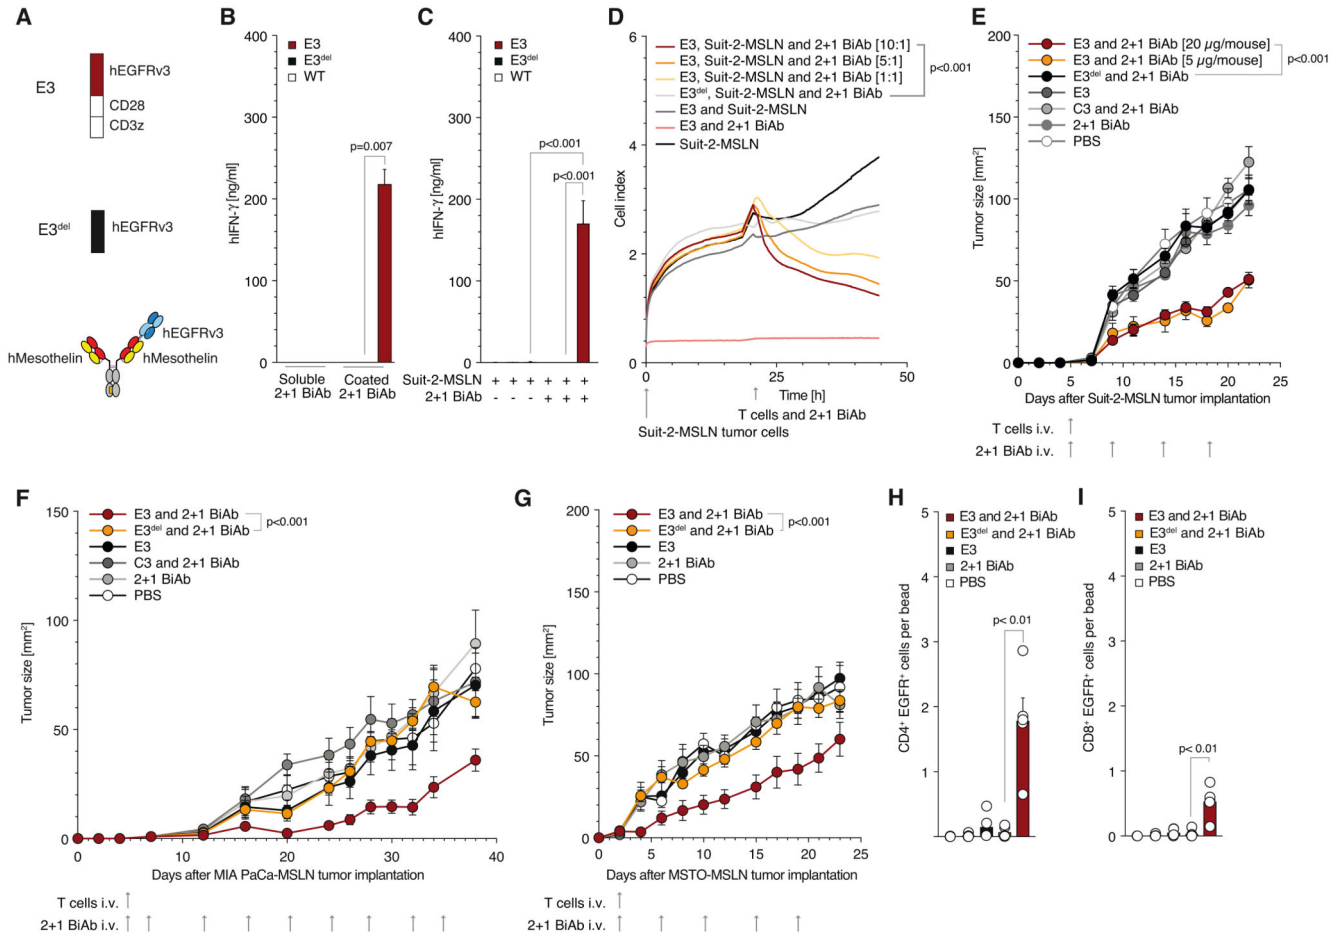 A
E3
hEGFRv3
CD28
CD3z
E3del
hEGFRv3
hEGFRv3
hMesothelin
hMesothelin
B
E3
E3del
WT
hIFN-γ [ng/ml]
400
300
200
100
0
p=0.007
Soluble
2+1 BiAb
Coated
2+1 BiAb
C
E3
E3del
WT
hIFN-γ [ng/ml]
400
300
200
100
0
p<0.001
p<0.001
Suit-2-MSLN + + + + + +
2+1 BiAb - - - + + +
D
E3, Suit-2-MSLN and 2+1 BiAb [10:1]
E3, Suit-2-MSLN and 2+1 BiAb [5:1]
E3, Suit-2-MSLN and 2+1 BiAb [1:1]
E3del, Suit-2-MSLN and 2+1 BiAb
E3 and Suit-2-MSLN
E3 and 2+1 BiAb
Suit-2-MSLN
p<0.001
Cell index
6
4
2
0
0 25 50
Time [h]
T cells and 2+1 BiAb
Suit-2-MSLN tumor cells
E
E3 and 2+1 BiAb [20 µg/mouse]
E3 and 2+1 BiAb [5 µg/mouse]
E3del and 2+1 BiAb
E3
C3 and 2+1 BiAb
2+1 BiAb
PBS
p<0.001
Tumor size [mm2]
200
150
100
50
0
0 5 10 15 20 25
Days after Suit-2-MSLN tumor implantation
T cells i.v.
2+1 BiAb i.v.
F
E3 and 2+1 BiAb
E3del and 2+1 BiAb
E3
C3 and 2+1 BiAb
2+1 BiAb
PBS
p<0.001
Tumor size [mm2]
150
100
50
0
0 10 20 30 40
Days after MIA PaCa-MSLN tumor implantation
T cells i.v.
2+1 BiAb i.v.
G
E3 and 2+1 BiAb
E3del and 2+1 BiAb
E3
2+1 BiAb
PBS
p<0.001
Tumor size [mm2]
200
150
100
50
0
0 5 10 15 20 25
Days after MSTO-MSLN tumor implantation
T cells i.v.
2+1 BiAb i.v.
H
E3 and 2+1 BiAb
E3del and 2+1 BiAb
E3
2+1 BiAb
PBS
p< 0.01
CD4+ EGFR+ cells per bead
5
4
3
2
1
I
E3 and 2+1 BiAb
E3del and 2+1 BiAb
E3
2+1 BiAb
PBS
p< 0.01
CD8+ EGFR+ cells per bead
5
4
3
2
1
0